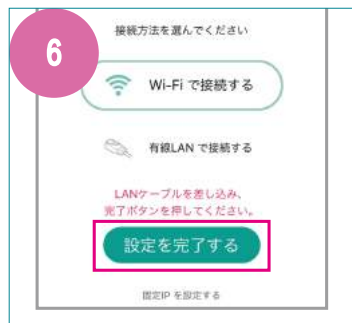 6
接続方法を選んでください
Wi-Fi で接続する
有線LAN で接続する
LANケーブルを差し込み、
完了ボタンを押してください。
設定を完了する
固定IP を設定する